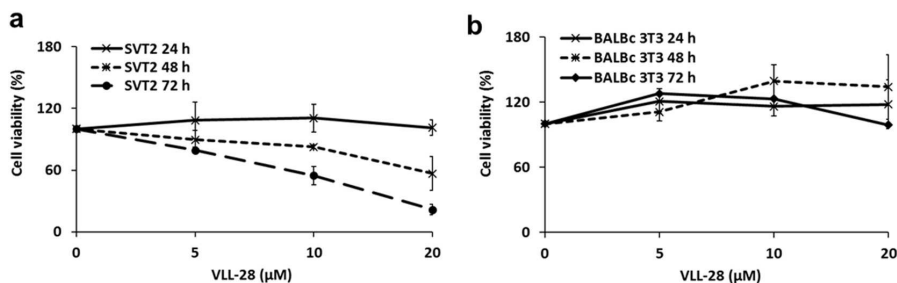 a
SVT2 24 h
SVT2 48 h
SVT2 72 h
Cell viability (%)
180
120
60
0
0 5 10 20
VLL-28 (μM)
b
BALBc 3T3 24 h
BALBc 3T3 48 h
BALBc 3T3 72 h
Cell viability (%)
180
120
60
0
0 5 10 20
VLL-28 (μM)